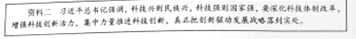 资料二 习近平总书记强调，科技兴则民族兴，科技强则国家强，要深化科技体制改革，
增强科技创新活力，集中力量推进科技创新，真正把创新驱动发展战略落到实处。